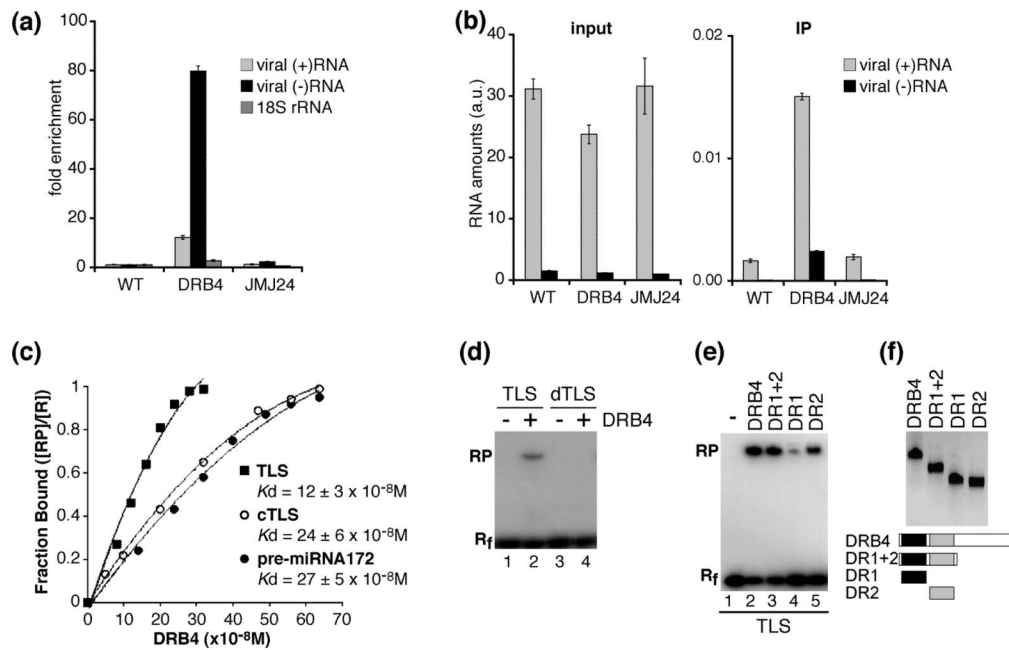 (a)
100
80
60
40
20
0
fold enrichment
viral (+)RNA
viral (-)RNA
18S rRNA
WT DRB4 JMJ24
(b)
input
40
30
20
10
0
RNA amounts (a.u.)
WT DRB4 JMJ24
IP
0.02
0.01
0.00
viral (+)RNA
viral (-)RNA
WT DRB4 JMJ24
(c)
Fraction Bound ([RP]/[R])
1
0.8
0.6
0.4
0.2
0
TLS
Kd = 12 ± 3 x 10-8M
cTLS
Kd = 24 ± 6 x 10-8M
pre-miRNA172
Kd = 27 ± 5 x 10-8M
0 10 20 30 40 50 60 70
DRB4 (x10-8M)
(d)
TLS dTLS
- + - + DRB4
RP
Rf
1 2 3 4
(e)
- DRB4 DR1+2 DR1 DR2
RP
Rf
1 2 3 4 5
TLS
(f)
DRB4 DR1+2 DR1 DR2
DRB4
DR1+2
DR1
DR2